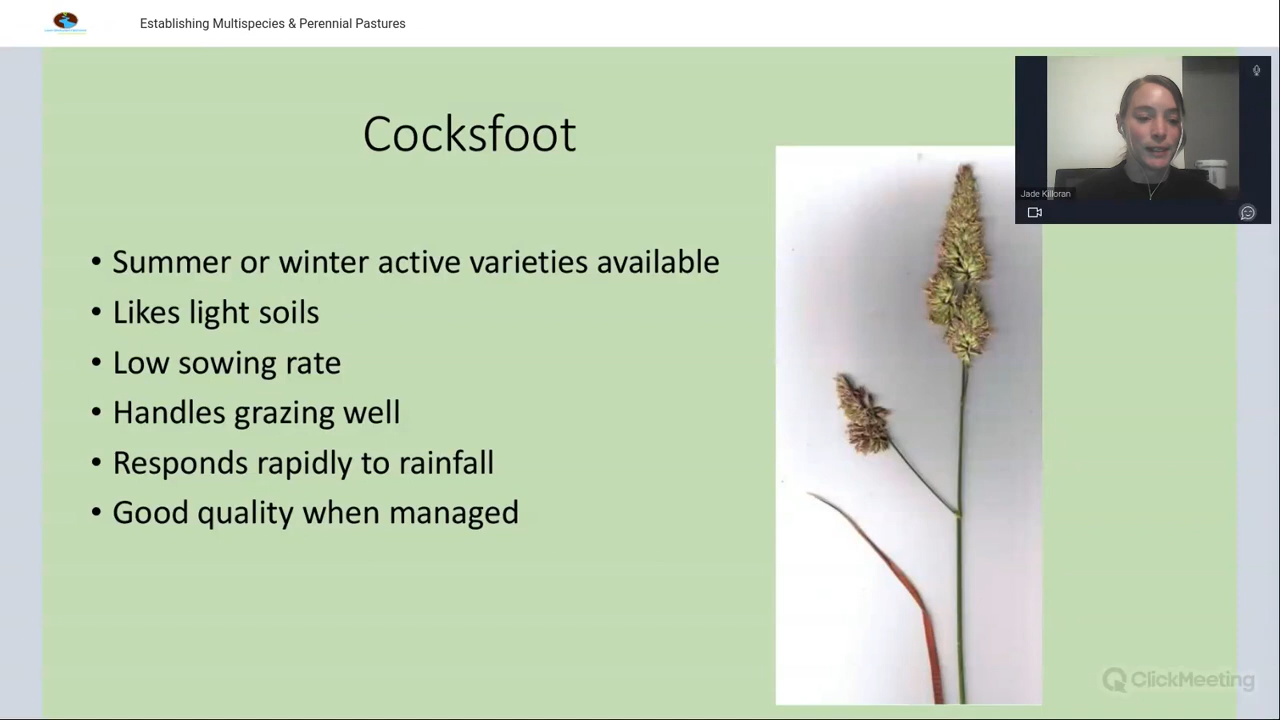 Establishing Multispecies & Perennial Pastures
Cocksfoot
Jade Killoran
• Summer or winter active varieties available
• Likes light soils
• Low sowing rate
• Handles grazing well
• Responds rapidly to rainfall
• Good quality when managed
ClickMeeting